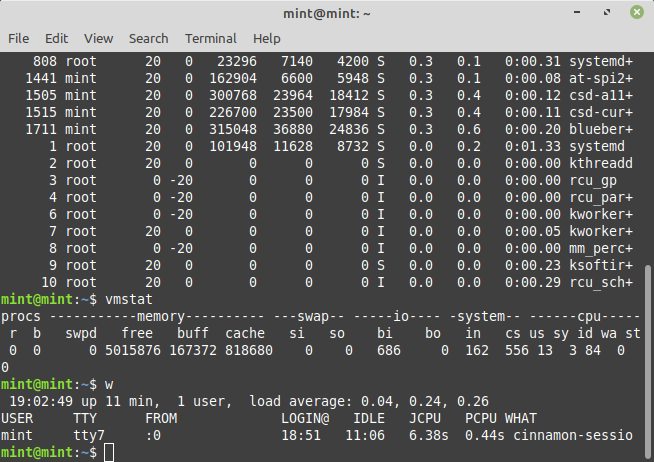 mint@mint: ~
File Edit View Search Terminal Help
808 root 20 0 23296 7140 4200 S 0.3 0.1 0:00.31 systemd+
1441 mint 20 0 162904 6600 5948 S 0.3 0.1 0:00.08 at-spi2+
1505 mint 20 0 300768 23964 18412 S 0.3 0.4 0:00.12 csd-a11+
1515 mint 20 0 226700 23500 17984 S 0.3 0.4 0:00.11 csd-cur+
1711 mint 20 0 315048 36880 24836 S 0.3 0.6 0:00.20 blueber+
1 root 20 0 101948 11628 8732 S 0.0 0.2 0:01.33 systemd
2 root 20 0 0 0 0 S 0.0 0.0 0:00.00 kthreadd
3 root 0 -20 0 0 0 I 0.0 0.0 0:00.00 rcu_gp
4 root 0 -20 0 0 0 I 0.0 0.0 0:00.00 rcu_par+
6 root 0 -20 0 0 0 I 0.0 0.0 0:00.00 kworker+
7 root 20 0 0 0 0 I 0.0 0.0 0:00.05 kworker+
8 root 0 -20 0 0 0 I 0.0 0.0 0:00.00 mm_perc+
9 root 20 0 0 0 0 S 0.0 0.0 0:00.23 ksoftir+
10 root 20 0 0 0 0 I 0.0 0.0 0:00.29 rcu_sch+
mint@mint:~$ vmstat
procs -----------memory---------- ---swap-- -----io---- -system-- ------cpu-----
r b swpd free buff cache si so bi bo in cs us sy id wa st
0 0 0 5015876 167372 818680 0 0 686 0 162 556 13 3 84 0
0
mint@mint:~$ w
19:02:49 up 11 min, 1 user, load average: 0.04, 0.24, 0.26
USER TTY FROM LOGIN@ IDLE JCPU PCPU WHAT
mint tty7 :0 18:51 11:06 6.38s 0.44s cinnamon-sessio
mint@mint:~$